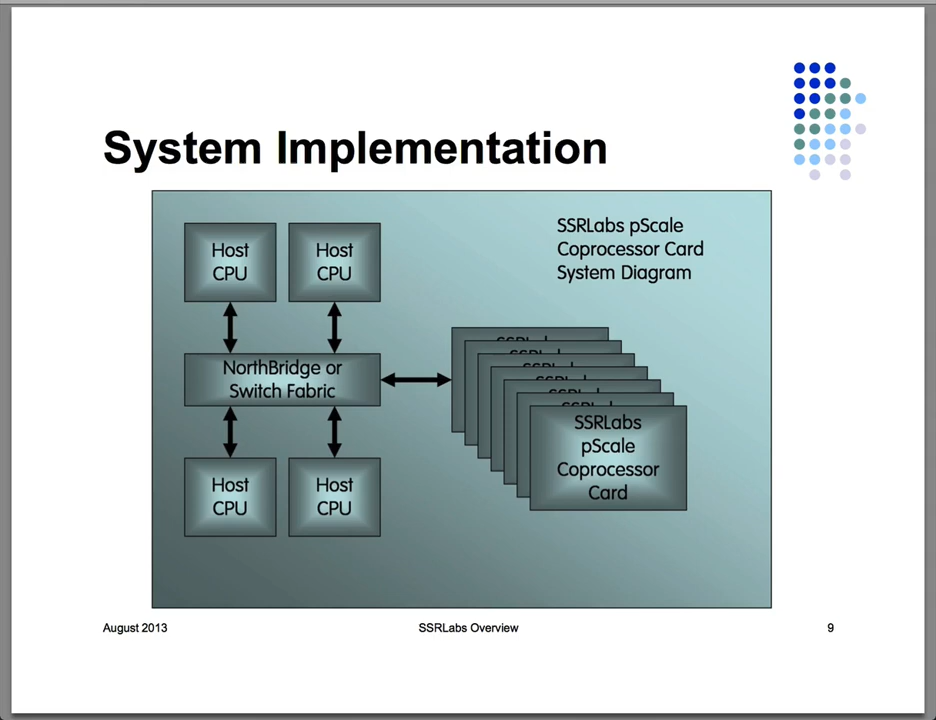 System Implementation
SSRLabs pScale
Coprocessor Card
System Diagram
Host
CPU
Host
CPU
NorthBridge or
Switch Fabric
Host
CPU
Host
CPU
SSRLabs
pScale
Coprocessor
Card
August 2013
SSRLabs Overview
9